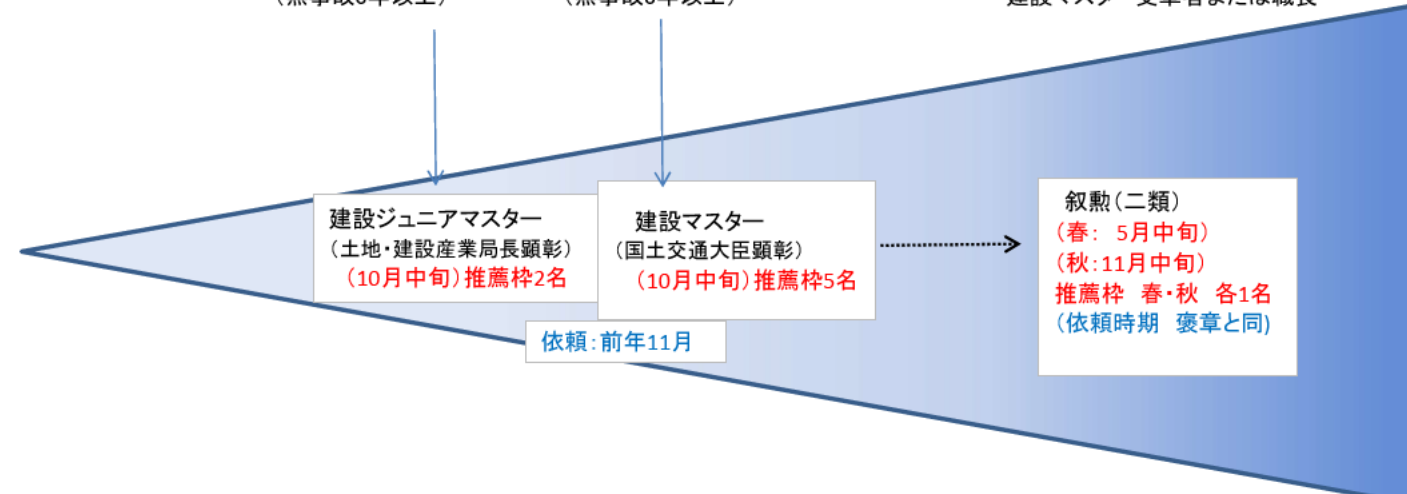 建設ジュニアマスター
（土地・建設産業局長顕彰）
（10月中旬）推薦枠2名
建設マスター
（国土交通大臣顕彰）
（10月中旬）推薦枠5名
依頼：前年11月
叙勲（二類）
（春： 5月中旬）
（秋：11月中旬）
推薦枠 春・秋 各1名
（依頼時期 褒章と同）